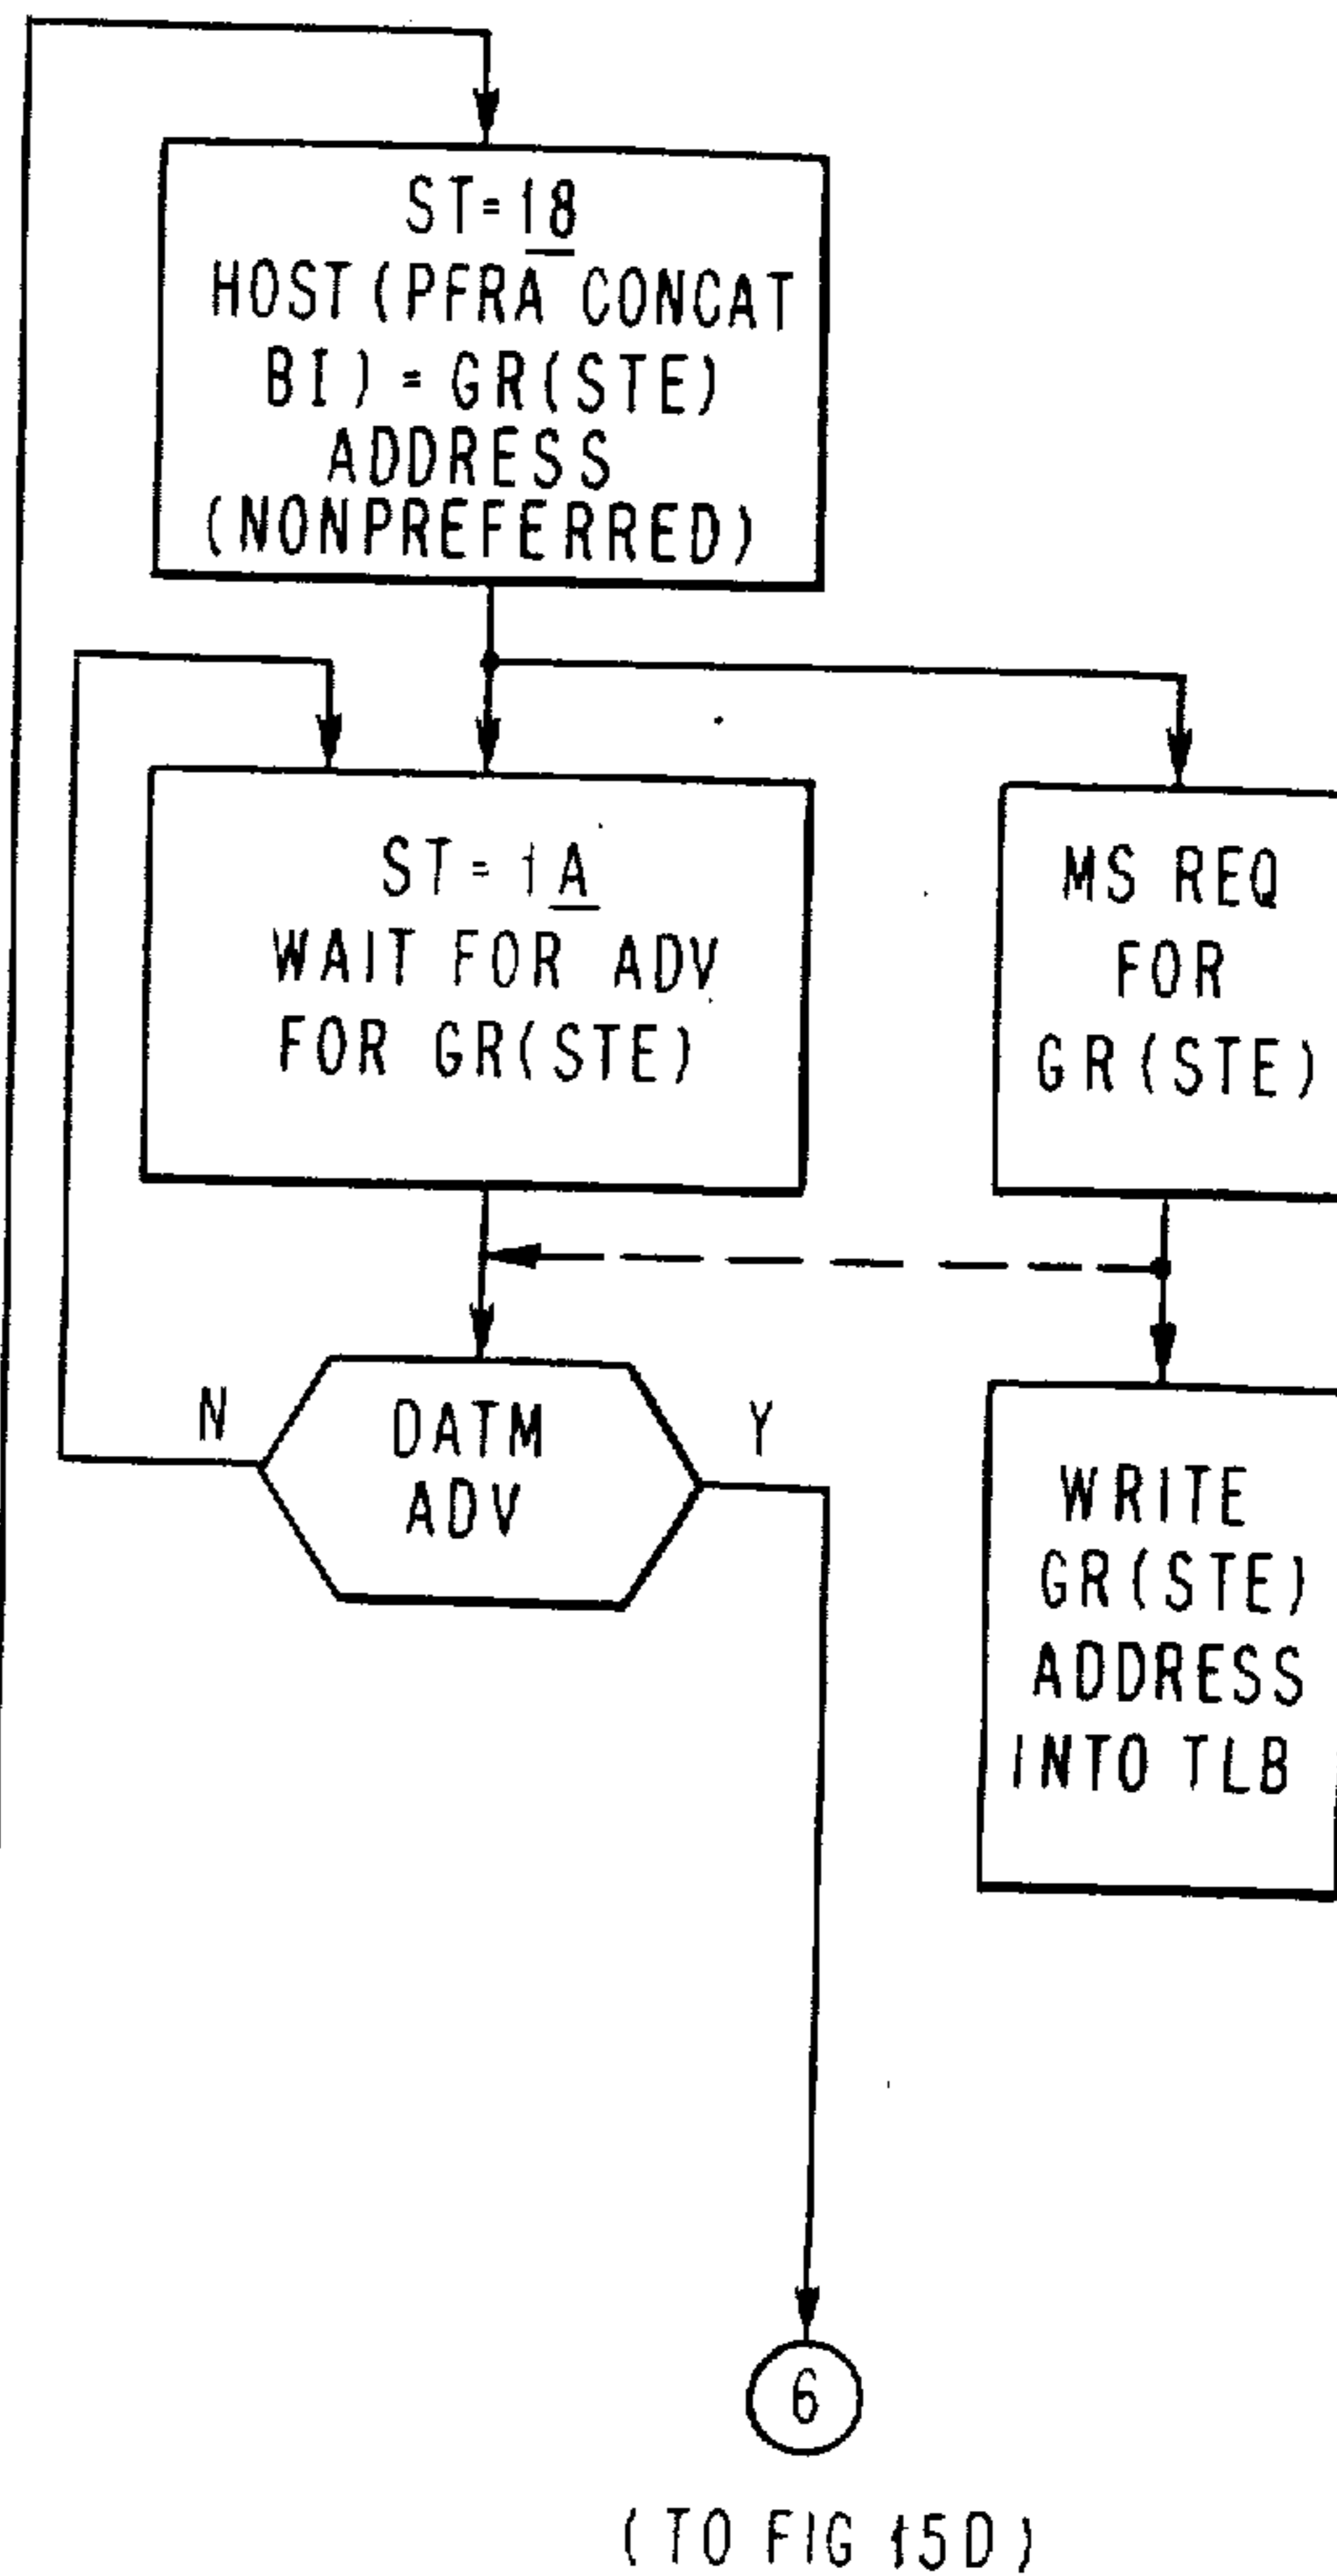 ST=18
HOST (PFRA CONCAT
BI) = GR(STE)
ADDRESS
(NONPREFERRED)
ST=1A
WAIT FOR ADV
FOR GR(STE)
MS REQ
FOR
GR(STE)
N
DATM
ADV
Y
WRITE
GR(STE)
ADDRESS
INTO TLB
6
(TO FIG 15D)